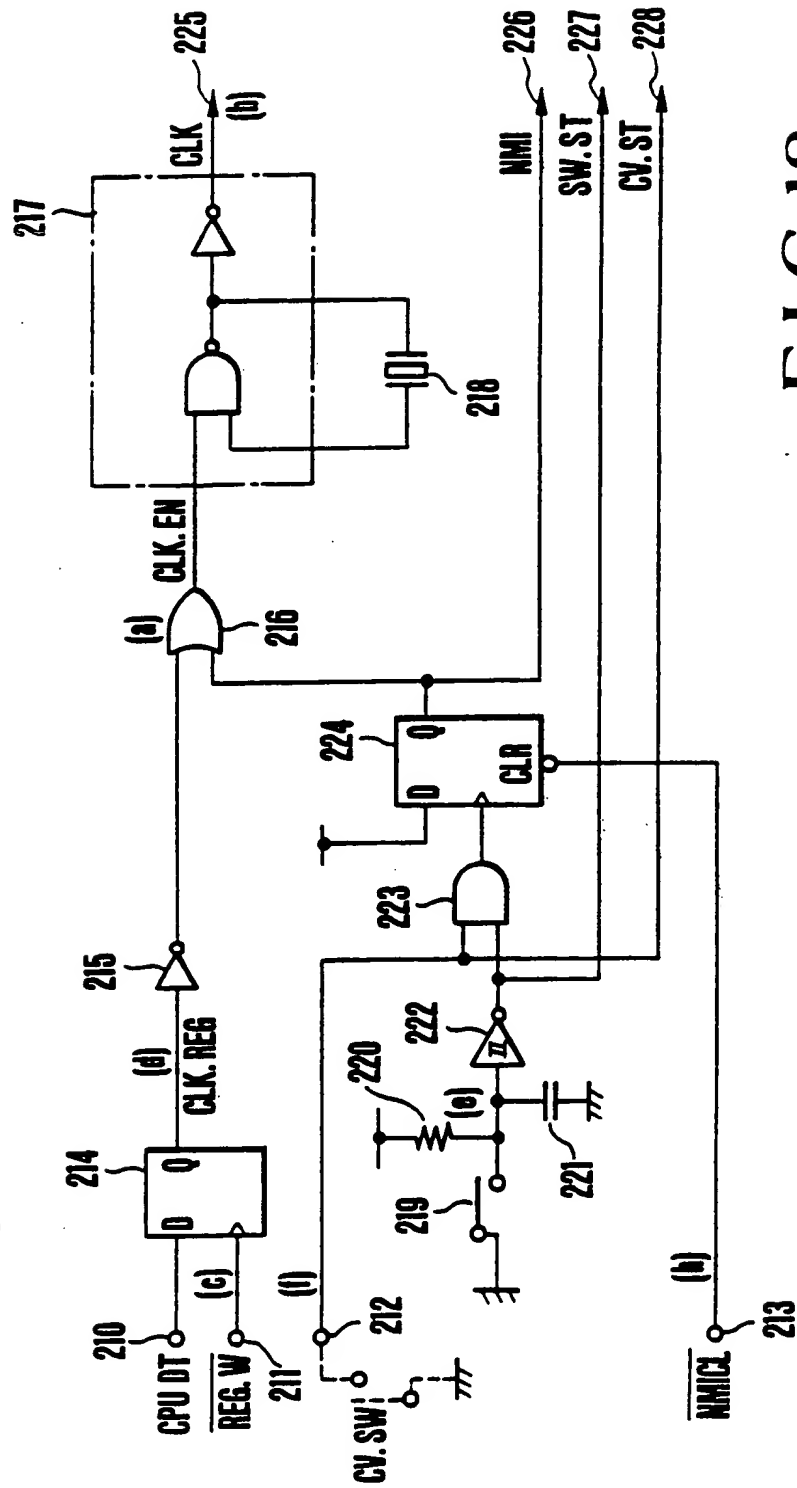 CPU DT
210
D
Q
214
(d)
CLK. REG
215
(a)
216
CLK. EN
217
CLK
225
(b)
218
REG. W
(c)
211
CV. SW
212
(f)
219
220
(e)
221
222
II
223
D
Q
224
CLR
NMI
226
SW. ST
227
CV. ST
228
NMICL
213
(h)